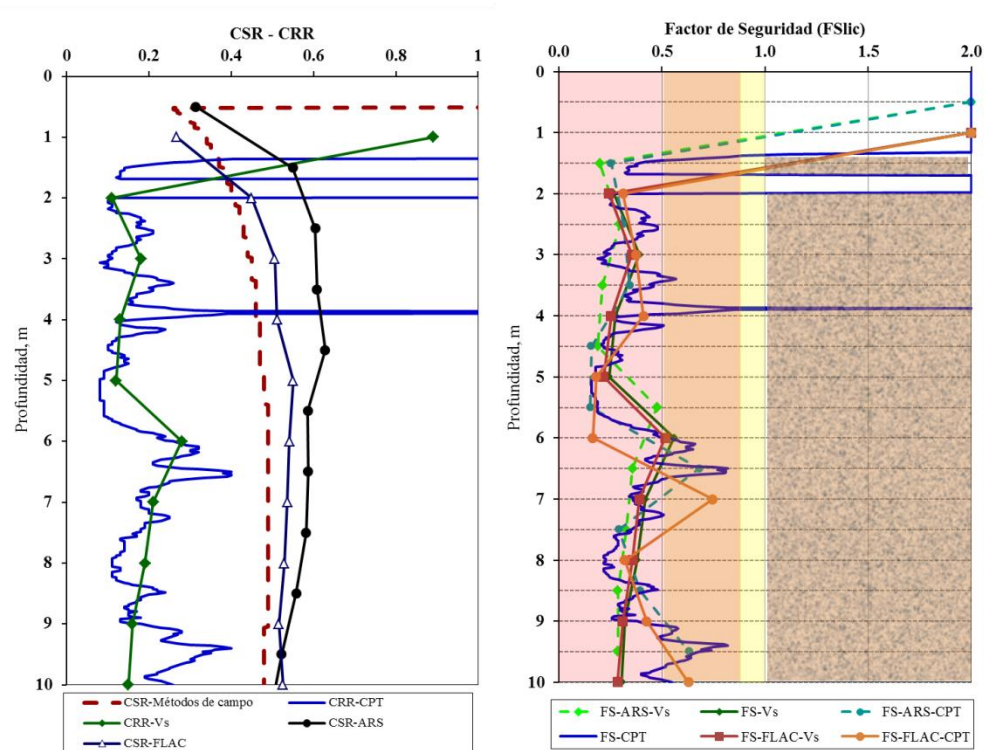 CSR - CRR
0 0.2 0.4 0.6 0.8 1
0
1
2
3
4
5
6
7
8
9
10
Profundidad, m
CSR-Métodos de campo CRR-CPT
CRR-Vs CSR-ARS
CSR-FLAC
Factor de Seguridad (FSlic)
0.0 0.5 1.0 1.5 2.0
0
1
2
3
4
5
6
7
8
9
10
Profundidad, m
FS-ARS-Vs FS-Vs FS-ARS-CPT
FS-CPT FS-FLAC-Vs FS-FLAC-CPT